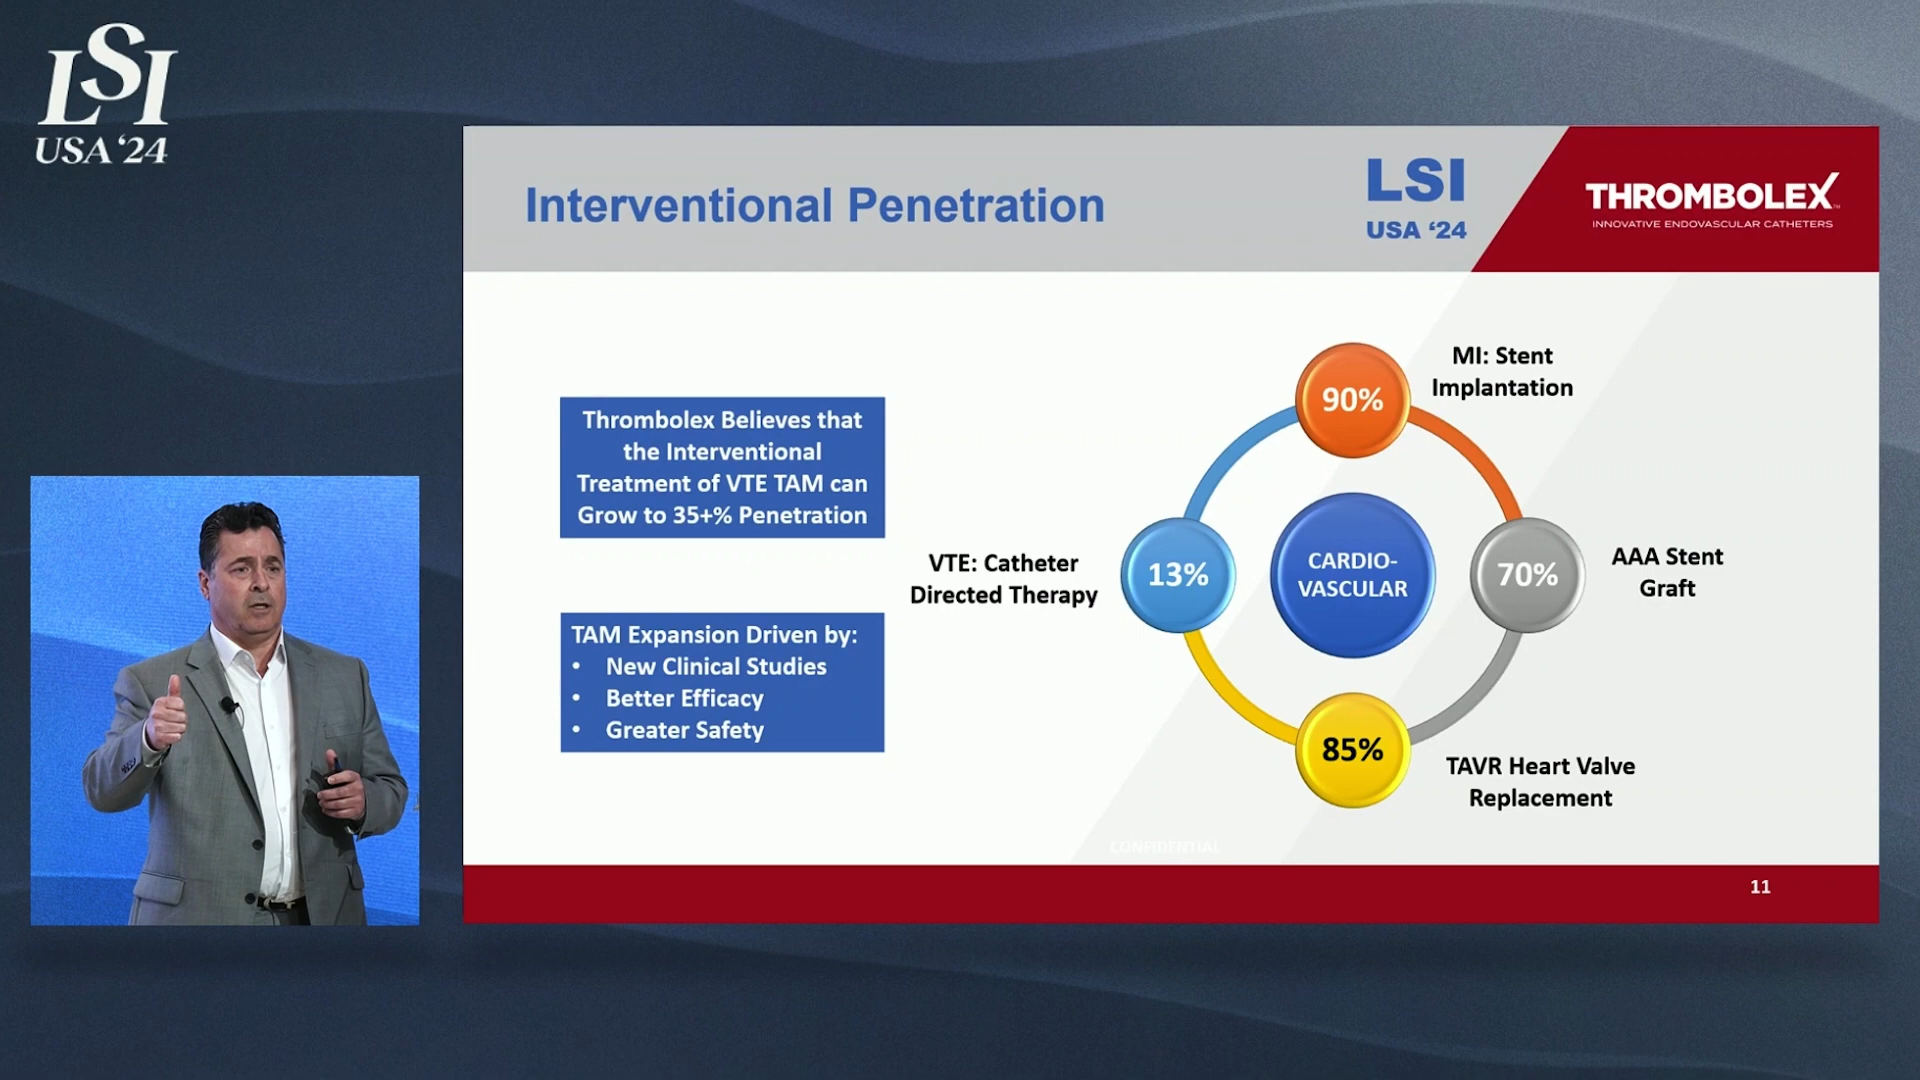 LSI
USA ‘24
Interventional Penetration
LSI
USA ‘24
THROMBOLEX™
INNOVATIVE ENDOVASCULAR CATHETERS
Thrombolex Believes that
the Interventional
Treatment of VTE TAM can
Grow to 35+% Penetration
TAM Expansion Driven by:
• New Clinical Studies
• Better Efficacy
• Greater Safety
90%
MI: Stent
Implantation
VTE: Catheter
Directed Therapy
13%
CARDIO-
VASCULAR
70%
AAA Stent
Graft
85%
TAVR Heart Valve
Replacement
CONFIDENTIAL
11